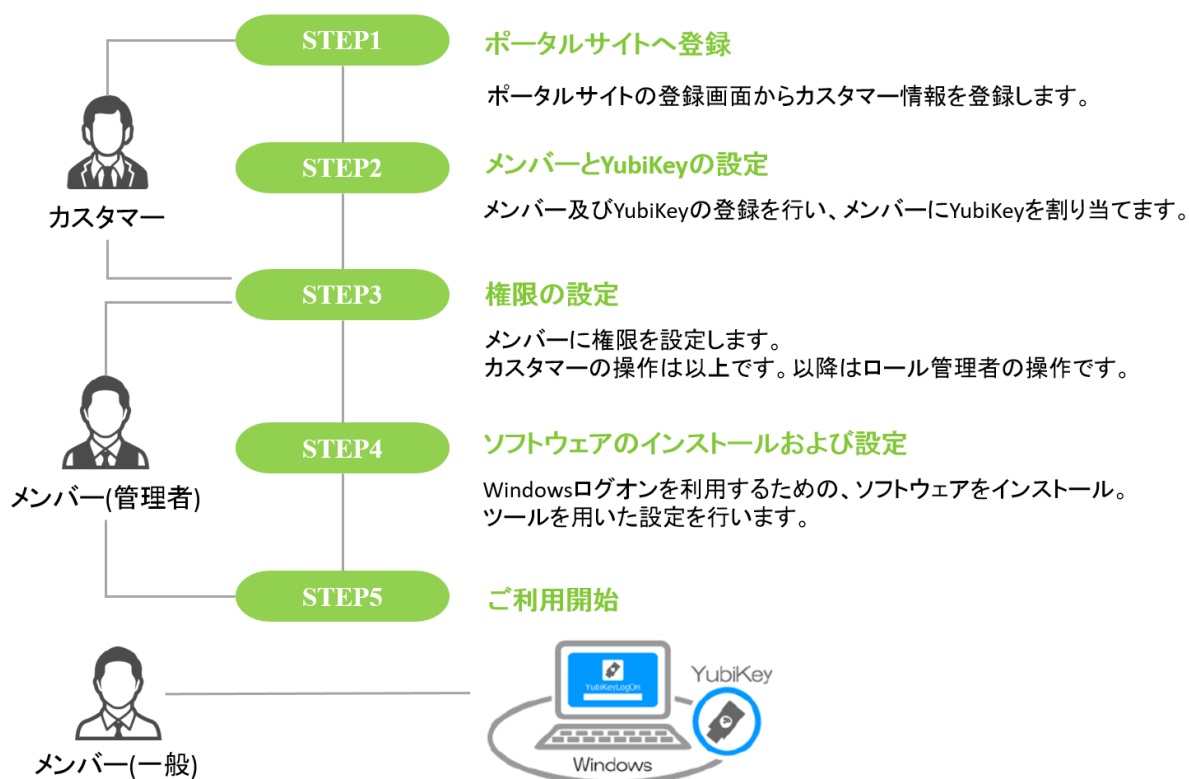 STEP1
ポータルサイトへ登録
ポータルサイトの登録画面からカスタマー情報を登録します。
カスタマー
STEP2
メンバーとYubiKeyの設定
メンバー及びYubiKeyの登録を行い、メンバーにYubiKeyを割り当てます。
STEP3
権限の設定
メンバーに権限を設定します。
カスタマーの操作は以上です。以降はロール管理者の操作です。
メンバー(管理者)
STEP4
ソフトウェアのインストールおよび設定
Windowsログオンを利用するための、ソフトウェアをインストール。
ツールを用いた設定を行います。
STEP5
ご利用開始
メンバー(一般)
YubiKeyLogOn
YubiKey
Windows